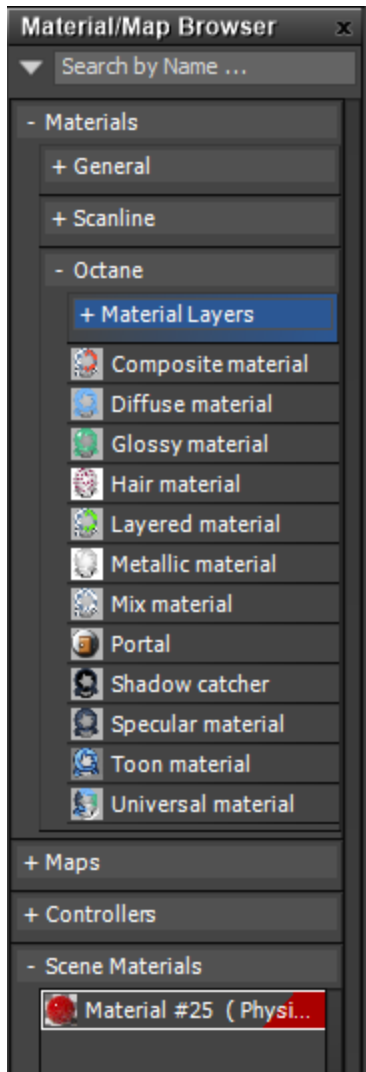 Material/Map Browser x
Search by Name ...
- Materials
+ General
+ Scanline
- Octane
+ Material Layers
Composite material
Diffuse material
Glossy material
Hair material
Layered material
Metallic material
Mix material
Portal
Shadow catcher
Specular material
Toon material
Universal material
+ Maps
+ Controllers
- Scene Materials
Material #25 ( Physi...